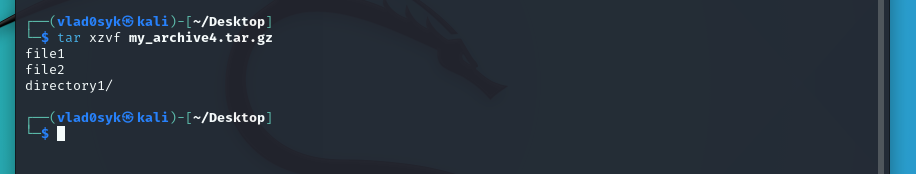 ┌──(vlad0syk㉿kali)-[~/Desktop]
└─$ tar xzvf my_archive4.tar.gz
file1
file2
directory1/
┌──(vlad0syk㉿kali)-[~/Desktop]
└─$